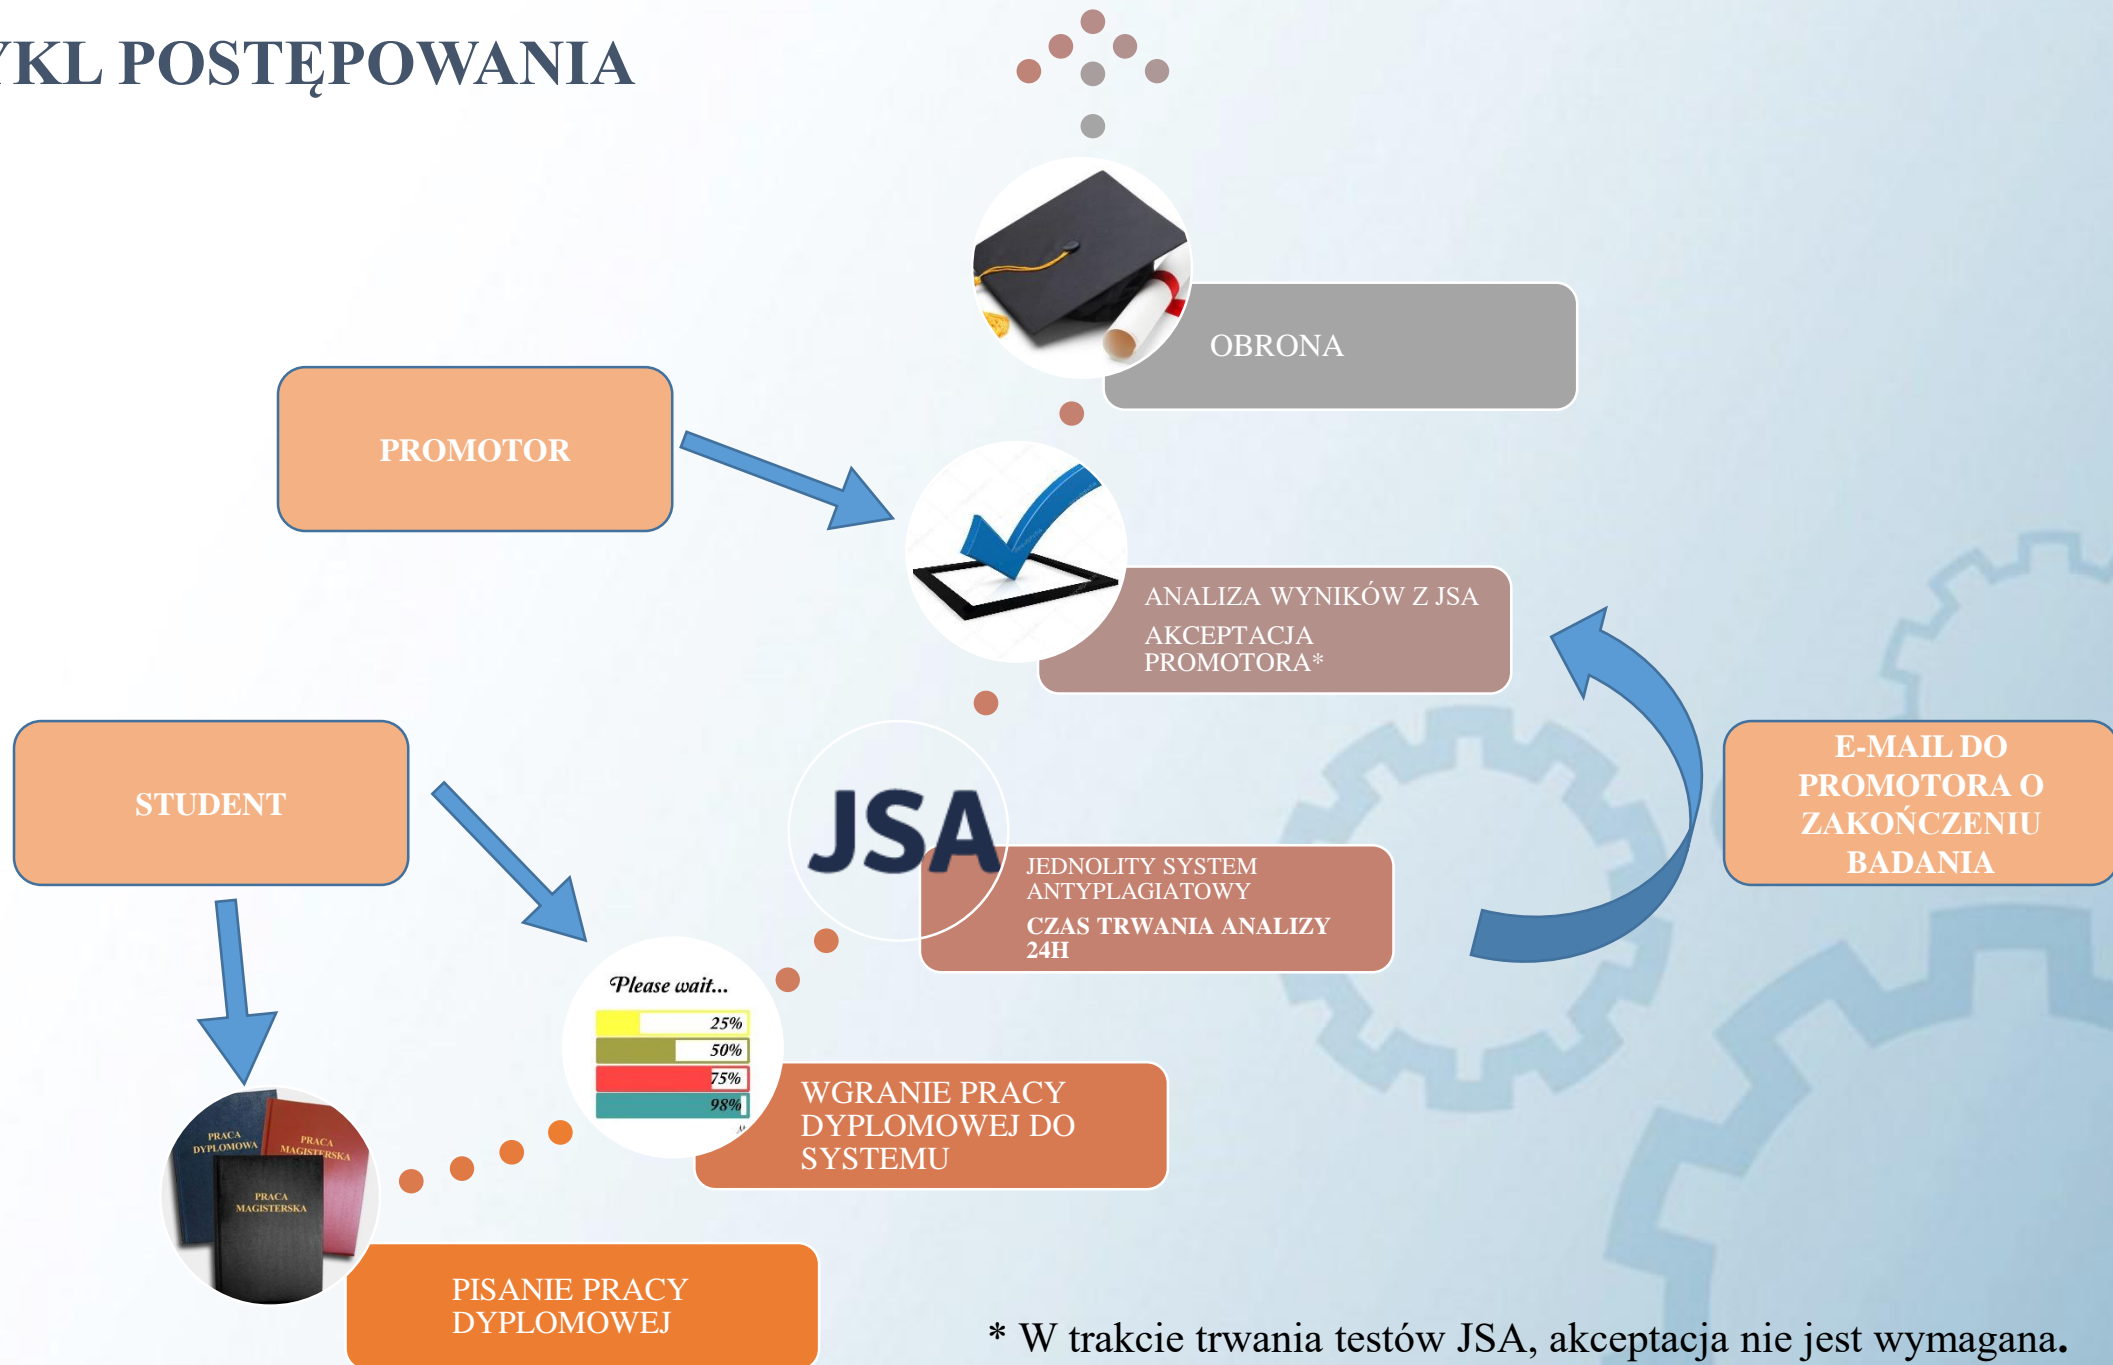 YKL POSTĘPOWANIA
OBRONA
PROMOTOR
ANALIZA WYNIKÓW Z JSA
AKCEPTACJA
PROMOTORA*
STUDENT
JSA
JEDNOLITY SYSTEM
ANTYPLAGIATOWY
CZAS TRWANIA ANALIZY
24H
E-MAIL DO
PROMOTORA O
ZAKOŃCZENIU
BADANIA
Please wait...
25%
50%
75%
98%
WGRANIE PRACY
DYPLOMOWEJ DO
SYSTEMU
PRACA
DYPLOMOWA
PRACA
MAGISTERSKA
PRACA
MAGISTERSKA
PISANIE PRACY
DYPLOMOWEJ
* W trakcie trwania testów JSA, akceptacja nie jest wymagana.